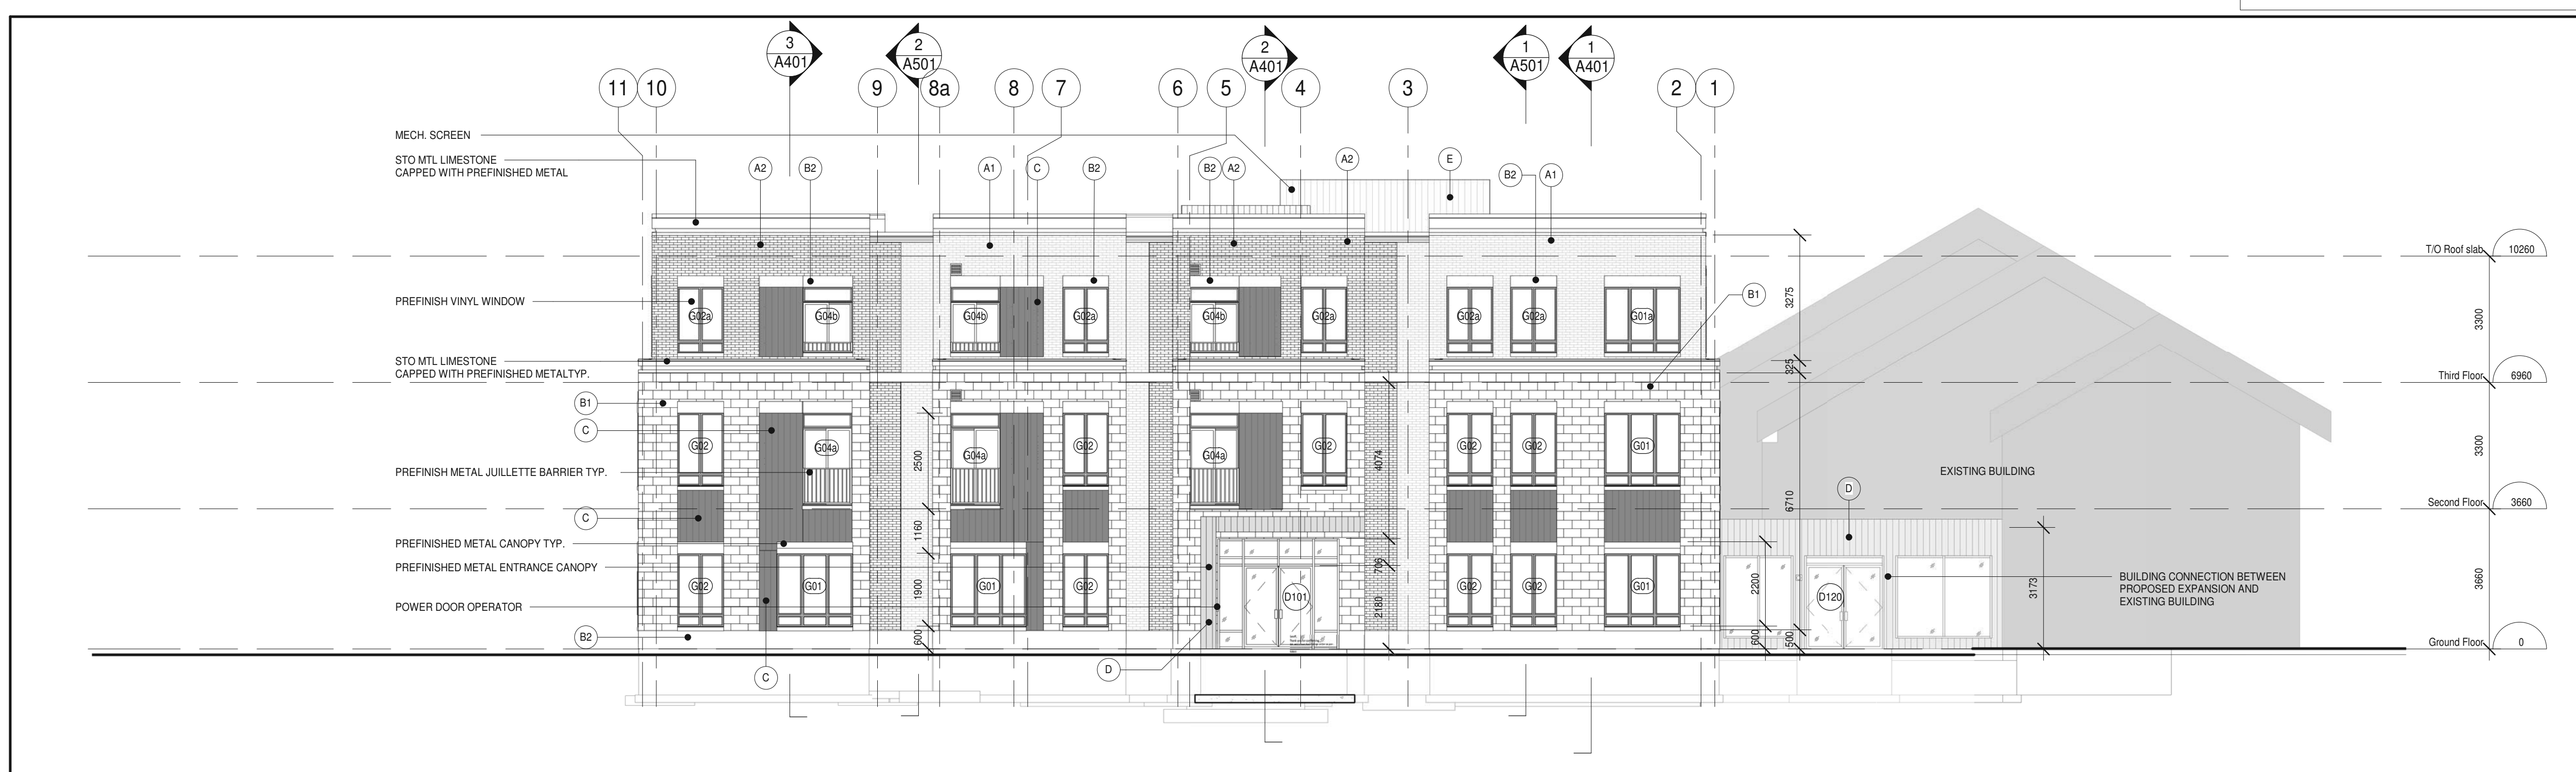 3
A401
2
A501
2
A401
1
A501
1
A401
11
10
9
8a
8
7
6
5
4
3
2
1
MECH. SCREEN
STO MTL LIMESTONE
CAPPED WITH PREFINISHED METAL
A2
B2
A1
C
B2
B2
A2
A2
E
B2
A1
T/O Roof slab
10260
3275
3300
B1
PREFINISH VINYL WINDOW
G02a
G04b
G04b
G02a
G04b
G02a
G02a
G02a
G01a
STO MTL LIMESTONE
CAPPED WITH PREFINISHED METALTYP.
325
Third Floor
6960
B1
C
G02
G04a
G04a
G02
G04a
G02
G02
G02
G01
2500
4074
3300
PREFINISH METAL JUILLETTE BARRIER TYP.
EXISTING BUILDING
D
6710
Second Floor
3660
C
1160
PREFINISHED METAL CANOPY TYP.
PREFINISHED METAL ENTRANCE CANOPY
706
BUILDING CONNECTION BETWEEN
PROPOSED EXPANSION AND
EXISTING BUILDING
G02
G01
G01
G02
D101
G02
G02
G01
D120
1900
2180
2200
3173
3660
POWER DOOR OPERATOR
B2
600
600
500
Ground Floor
0
C
D